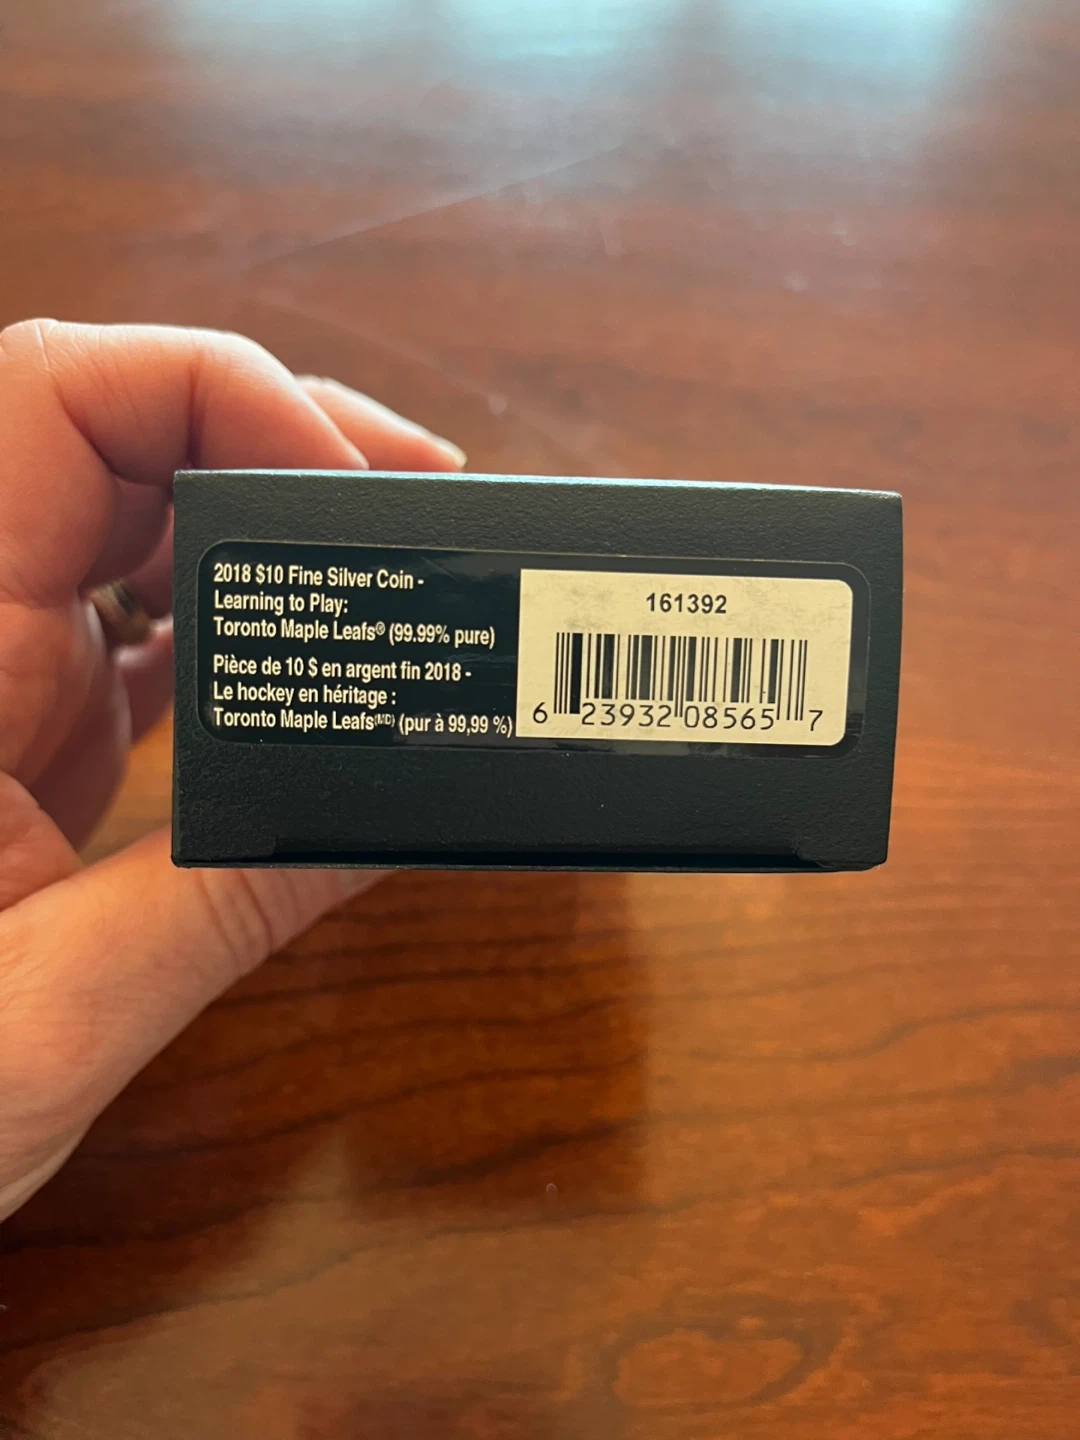 2018 $10 Fine Silver Coin -
Learning to Play:
Toronto Maple Leafs® (99.99% pure)
Pièce de 10 $ en argent fin 2018 -
Le hockey en héritage :
Toronto Maple Leafs(MD) (pur à 99,99 %)
161392
6 23932 08565 7